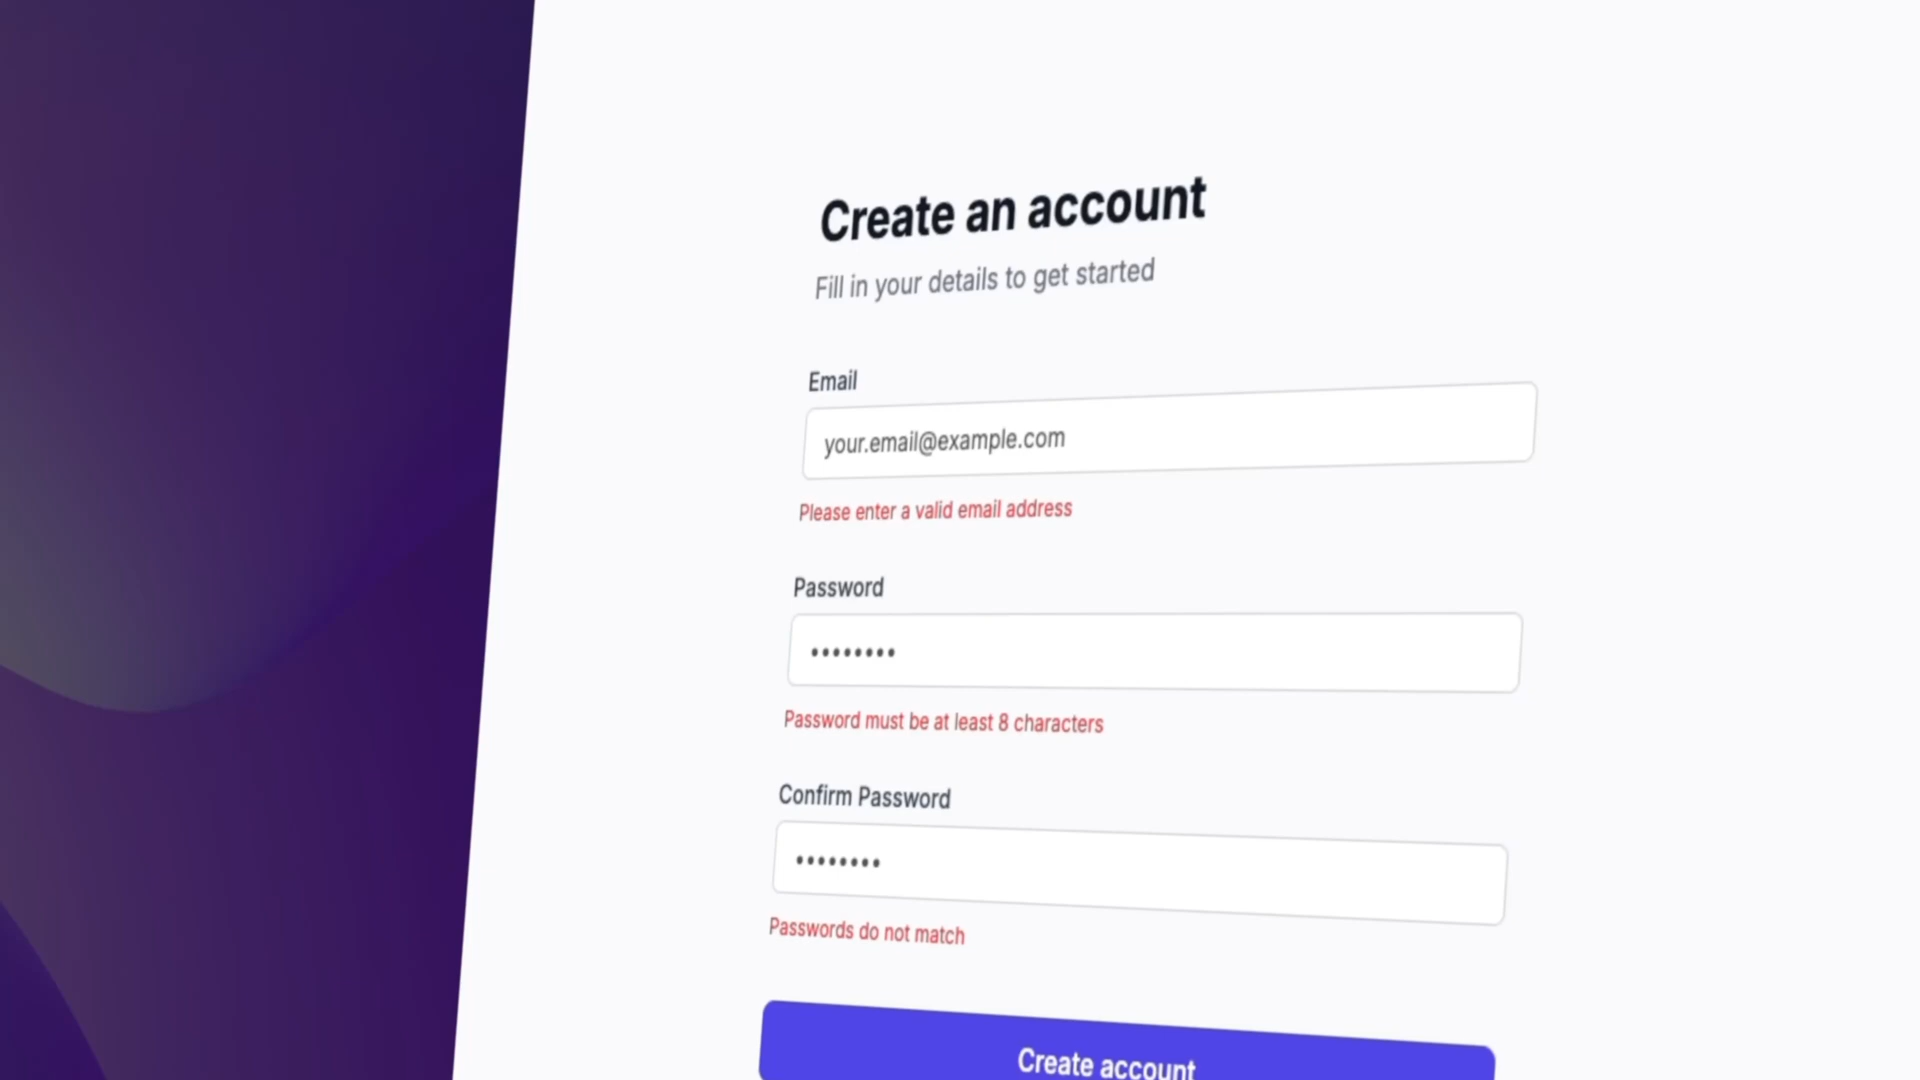 Create an account
Fill in your details to get started
Email
your.email@example.com
Please enter a valid email address
Password
••••••••
Password must be at least 8 characters
Confirm Password
••••••••
Passwords do not match
Create account